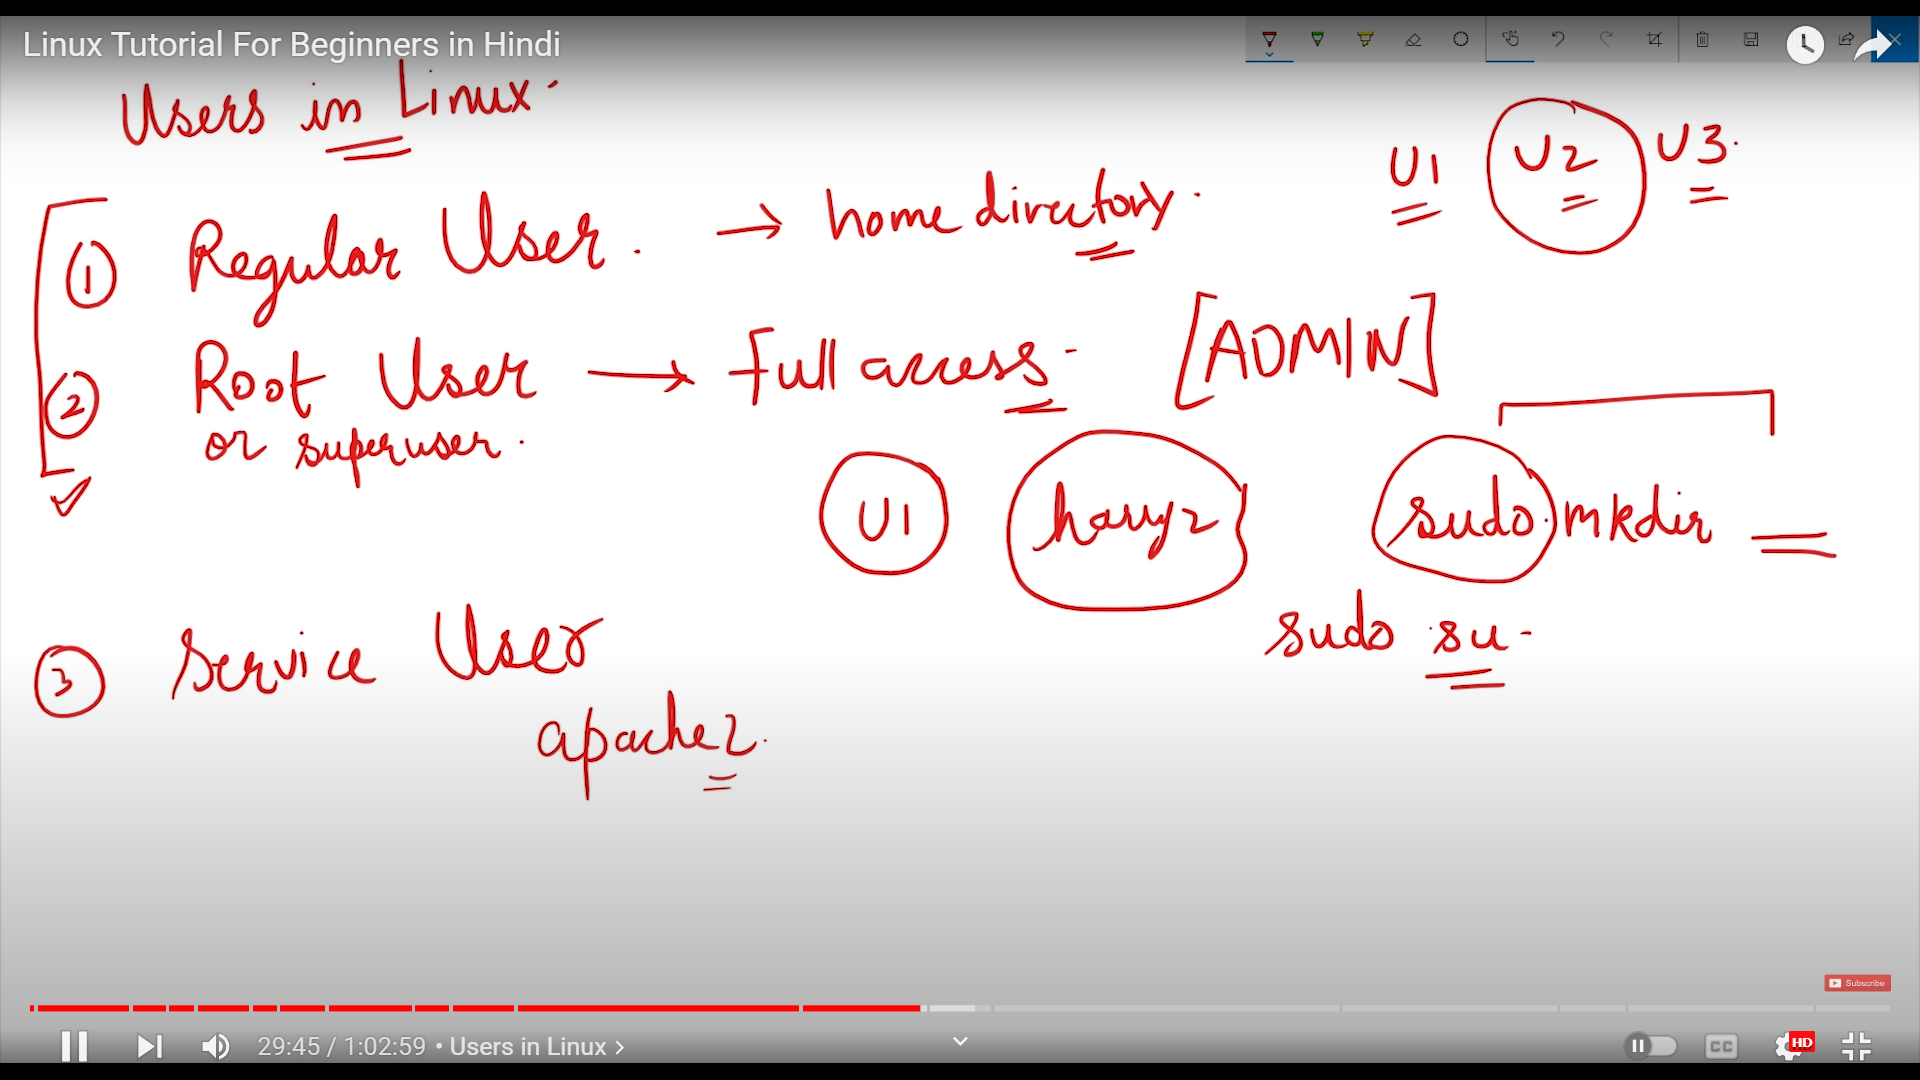 Linux Tutorial For Beginners in Hindi
Users in Linux.
U1 U2 U3.
1 Regular User. → home directory.
2 Root User → Full access. [ADMIN]
or superuser.
U1 harry2 sudo mkdir
sudo su -
3 Service User
apache2.
Subscribe
29:45 / 1:02:59 • Users in Linux >
CC HD